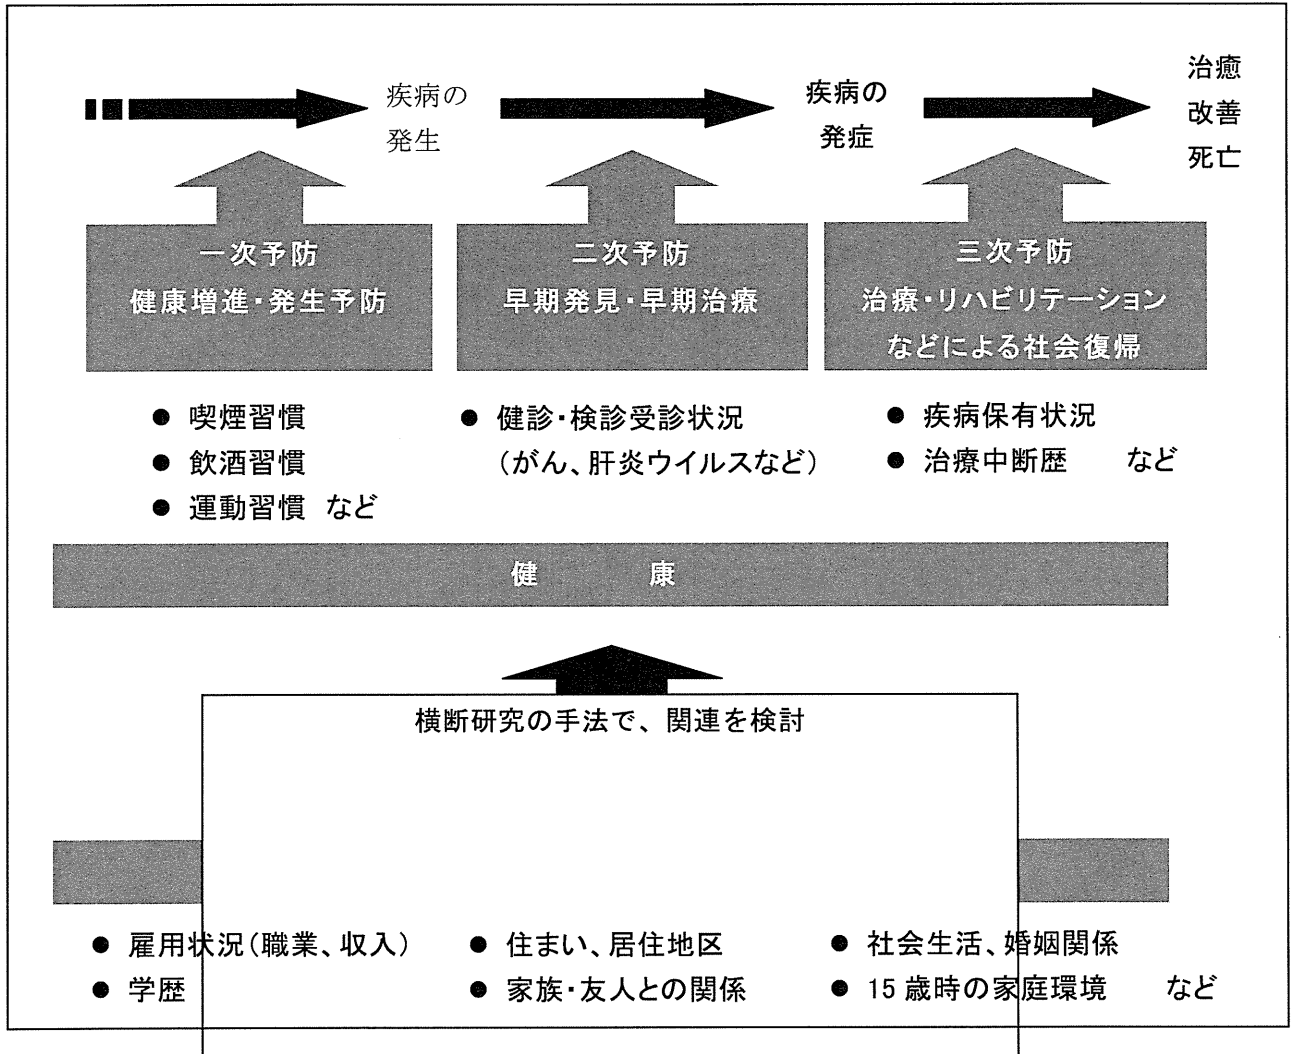 疾病の
発生
疾病の
発症
治癒
改善
死亡
一次予防
健康増進・発生予防
二次予防
早期発見・早期治療
三次予防
治療・リハビリテーション
などによる社会復帰
● 喫煙習慣
● 飲酒習慣
● 運動習慣 など
● 健診・検診受診状況
(がん、肝炎ウイルスなど)
● 疾病保有状況
● 治療中断歴 など
健 康
横断研究の手法で、関連を検討
● 雇用状況(職業、収入)
● 学歴
● 住まい、居住地区
● 家族・友人との関係
● 社会生活、婚姻関係
● 15 歳時の家庭環境 など